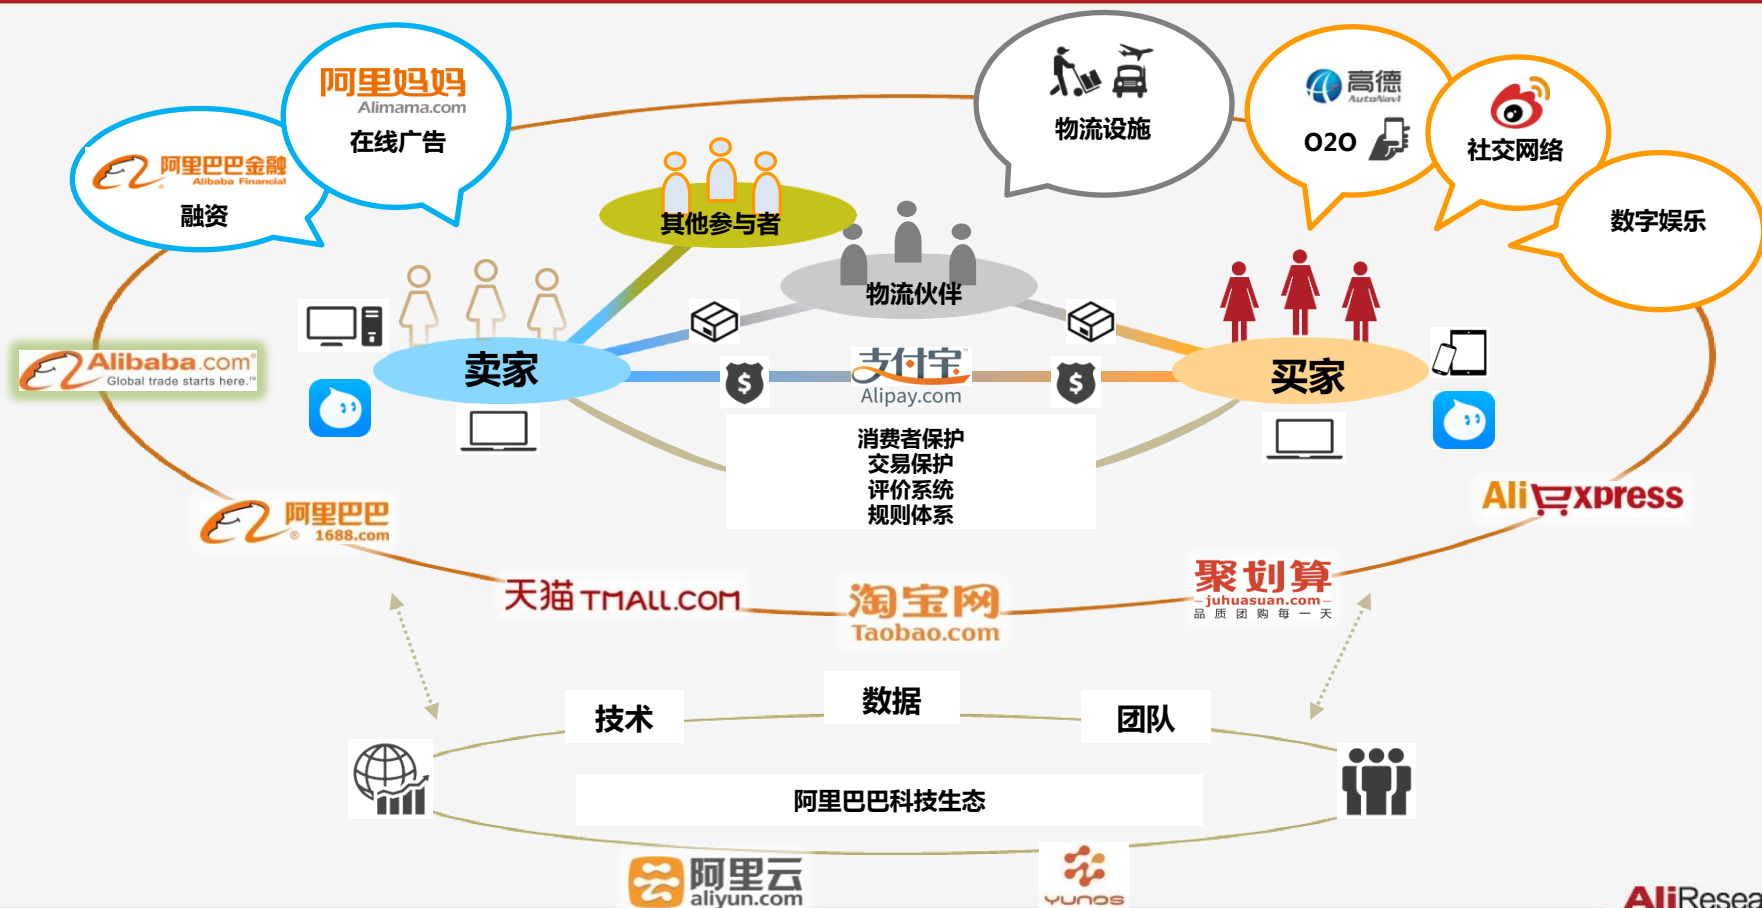 阿里妈妈
Alimama.com
在线广告
阿里巴巴金融
Alibaba Financial
融资
物流设施
高德
AutoNavi
O2O
社交网络
数字娱乐
其他参与者
物流伙伴
卖家
买家
$
$
支付宝
Alipay.com
Alibaba.com®
Global trade starts here.™
消费者保护
交易保护
评价系统
规则体系
阿里巴巴
®
1688.com
AliExpress
天猫 TMALL.COM
淘宝网
Taobao.com
聚划算
juhuasuan.com
品质团购每一天
技术
数据
团队
阿里巴巴科技生态
阿里云
aliyun.com
YUNOS
AliResea